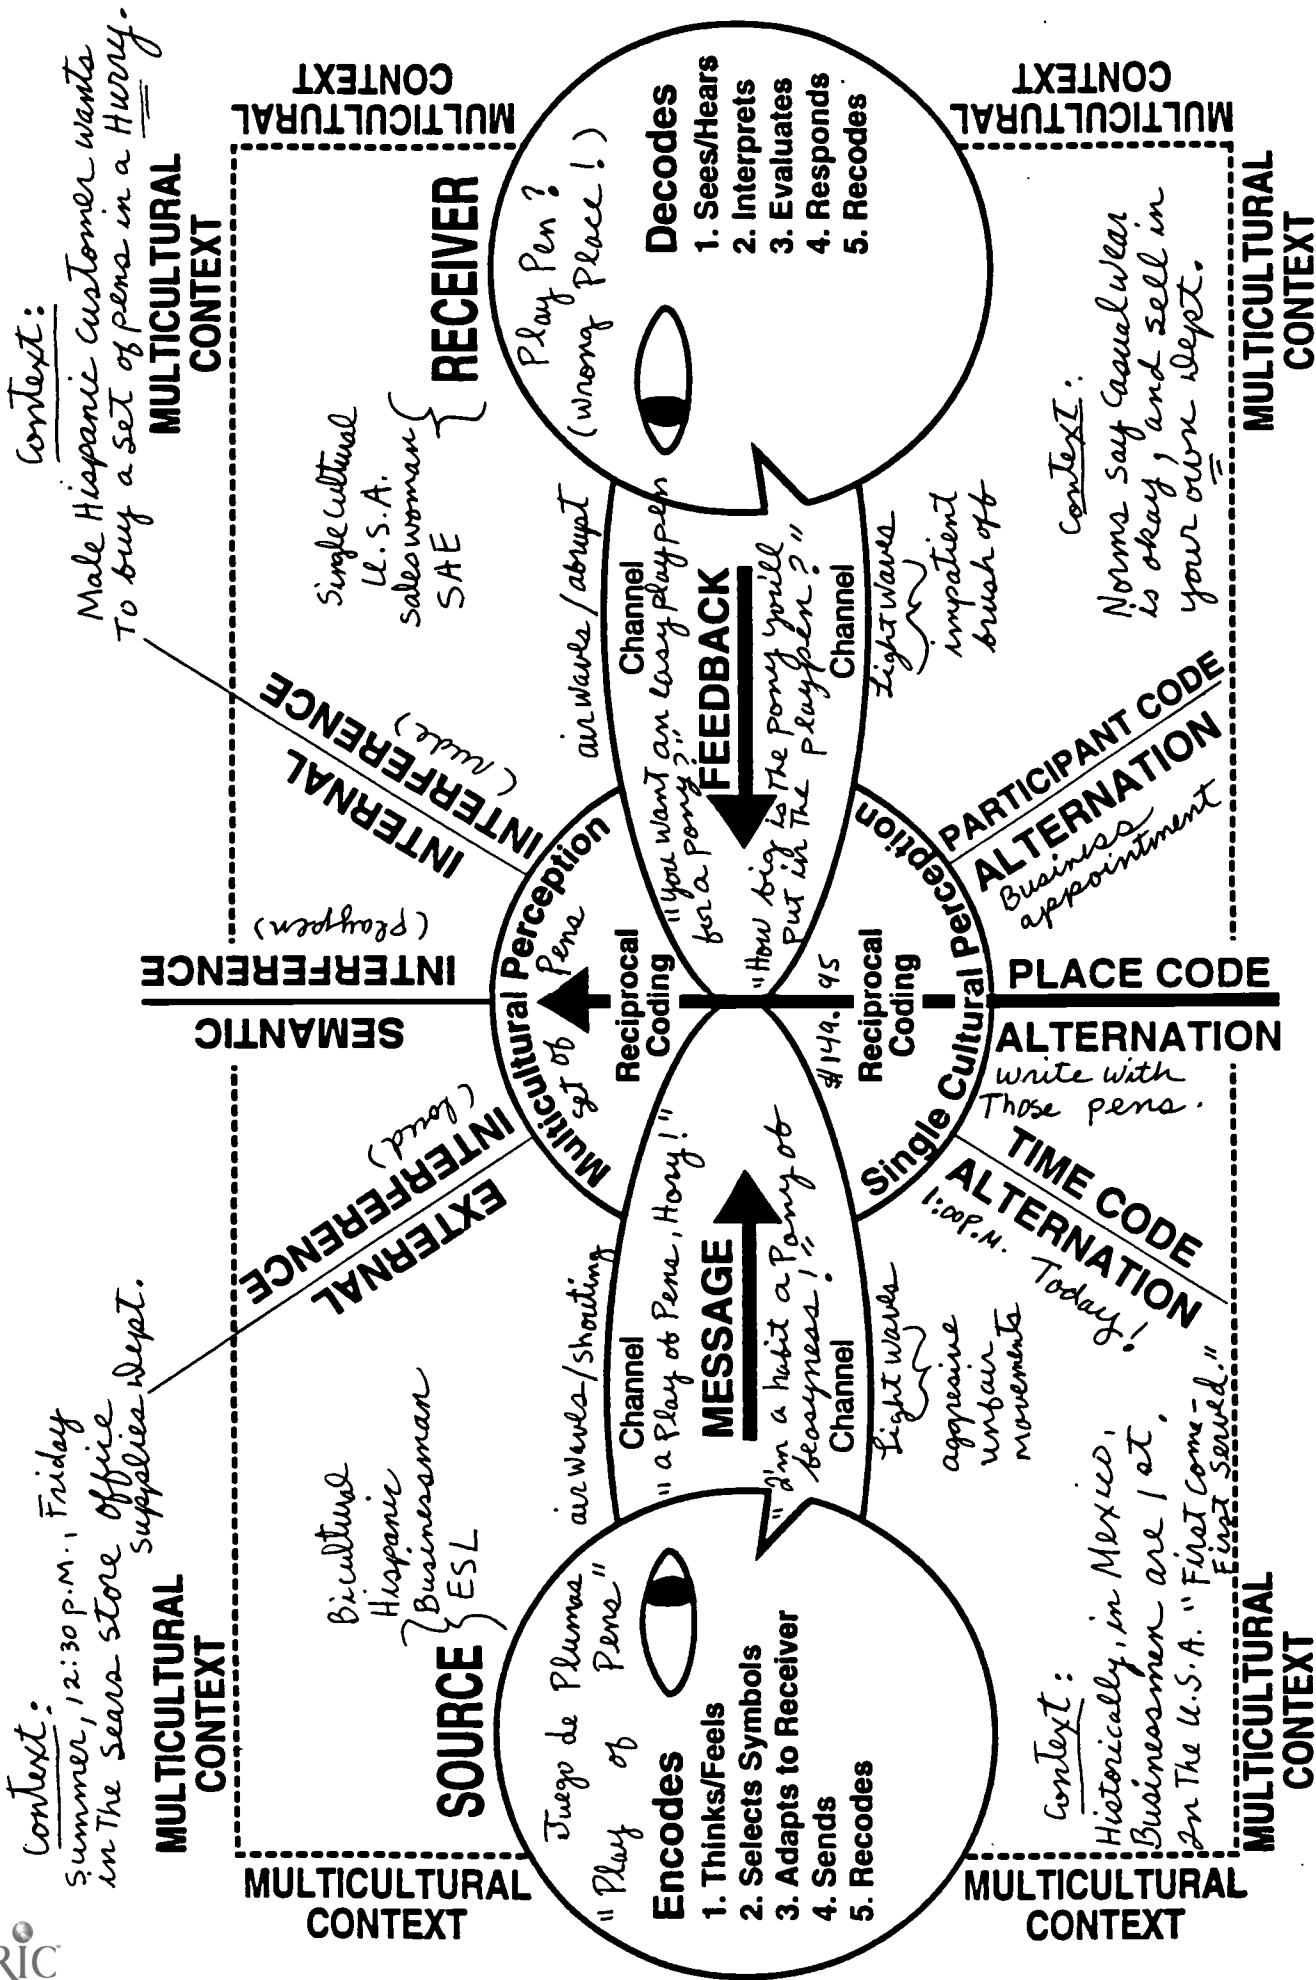 Context:
Summer, 12:30 P.M., Friday
in The Sears store Office
Supplies Dept.
MULTICULTURAL
CONTEXT
Context:
Male Hispanic Customer wants
To buy a set of pens in a Hurry.
MULTICULTURAL
CONTEXT
MULTICULTURAL
CONTEXT
EXTERNAL
INTERFERENCE
(Loud)
SEMANTIC
INTERFERENCE
(Playpen)
INTERNAL
INTERFERENCE
(rude)
MULTICULTURAL
CONTEXT
SOURCE
Bicultural
Hispanic
Businessman
ESL
Single Cultural
U.S.A.
Saleswoman
SAE
RECEIVER
Juego de Plumas
"Play of Pens"
Encodes
1. Thinks/Feels
2. Selects Symbols
3. Adapts to Receiver
4. Sends
5. Recodes
airwaves/shouting
Channel
"a Play of Pens, Hory!"
MESSAGE
"I'm a habit a Pony of
beasyness!"
Channel
Light Waves
aggresive
unfair
movements
Multicultural Perception
set of Pens
Reciprocal
Coding
$149.95
Reciprocal
Coding
Single Cultural Perception
airwaves/abrupt
Channel
"You want an easy playpen
for a pony?"
FEEDBACK
"How big is The pony you'll
put in The playpen?"
Channel
Light Waves
impatient
brush off
Play Pen?
(wrong Place!)
Decodes
1. Sees/Hears
2. Interprets
3. Evaluates
4. Responds
5. Recodes
TIME CODE
ALTERNATION
1:00P.M.
Today!
PLACE CODE
ALTERNATION
write with
Those pens.
PARTICIPANT CODE
ALTERNATION
Business
appointment
Context:
Historically, in Mexico,
Businessmen are 1st.
In The U.S.A. "First Come-
First Served."
Context:
Norms say Casual wear
is okay, and sell in
your own Dept.
MULTICULTURAL
CONTEXT
MULTICULTURAL
CONTEXT
MULTICULTURAL
CONTEXT
MULTICULTURAL
CONTEXT